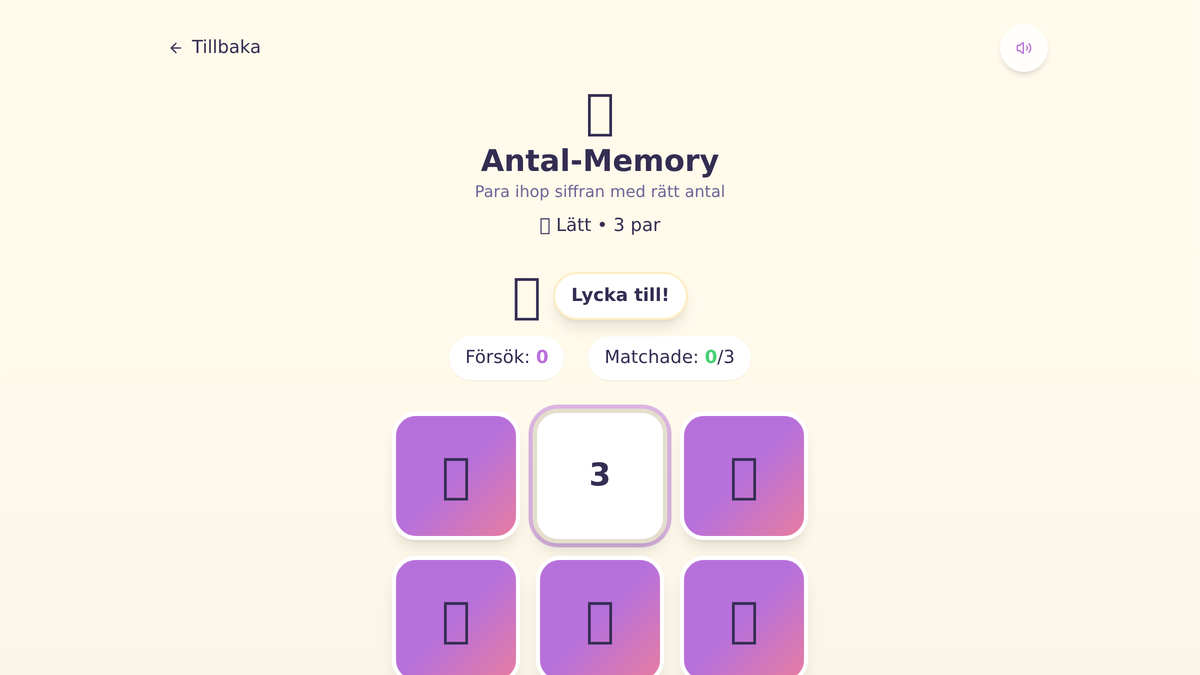 Tillbaka
Antal-Memory
Para ihop siffran med rätt antal
Lätt • 3 par
Lycka till!
Försök: 0
Matchade: 0/3
3